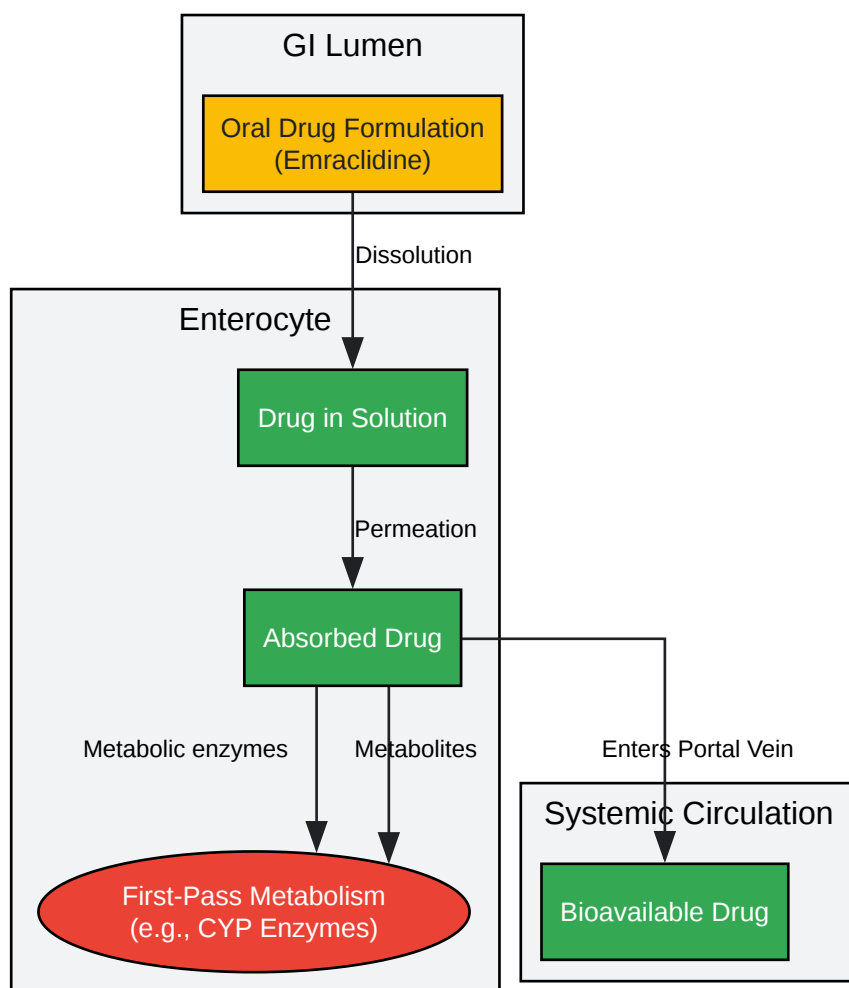 GI Lumen
Oral Drug Formulation
(Emraclidine)
Dissolution
Enterocyte
Drug in Solution
Permeation
Absorbed Drug
Metabolic enzymes
Metabolites
Enters Portal Vein
Systemic Circulation
First-Pass Metabolism
(e.g., CYP Enzymes)
Bioavailable Drug